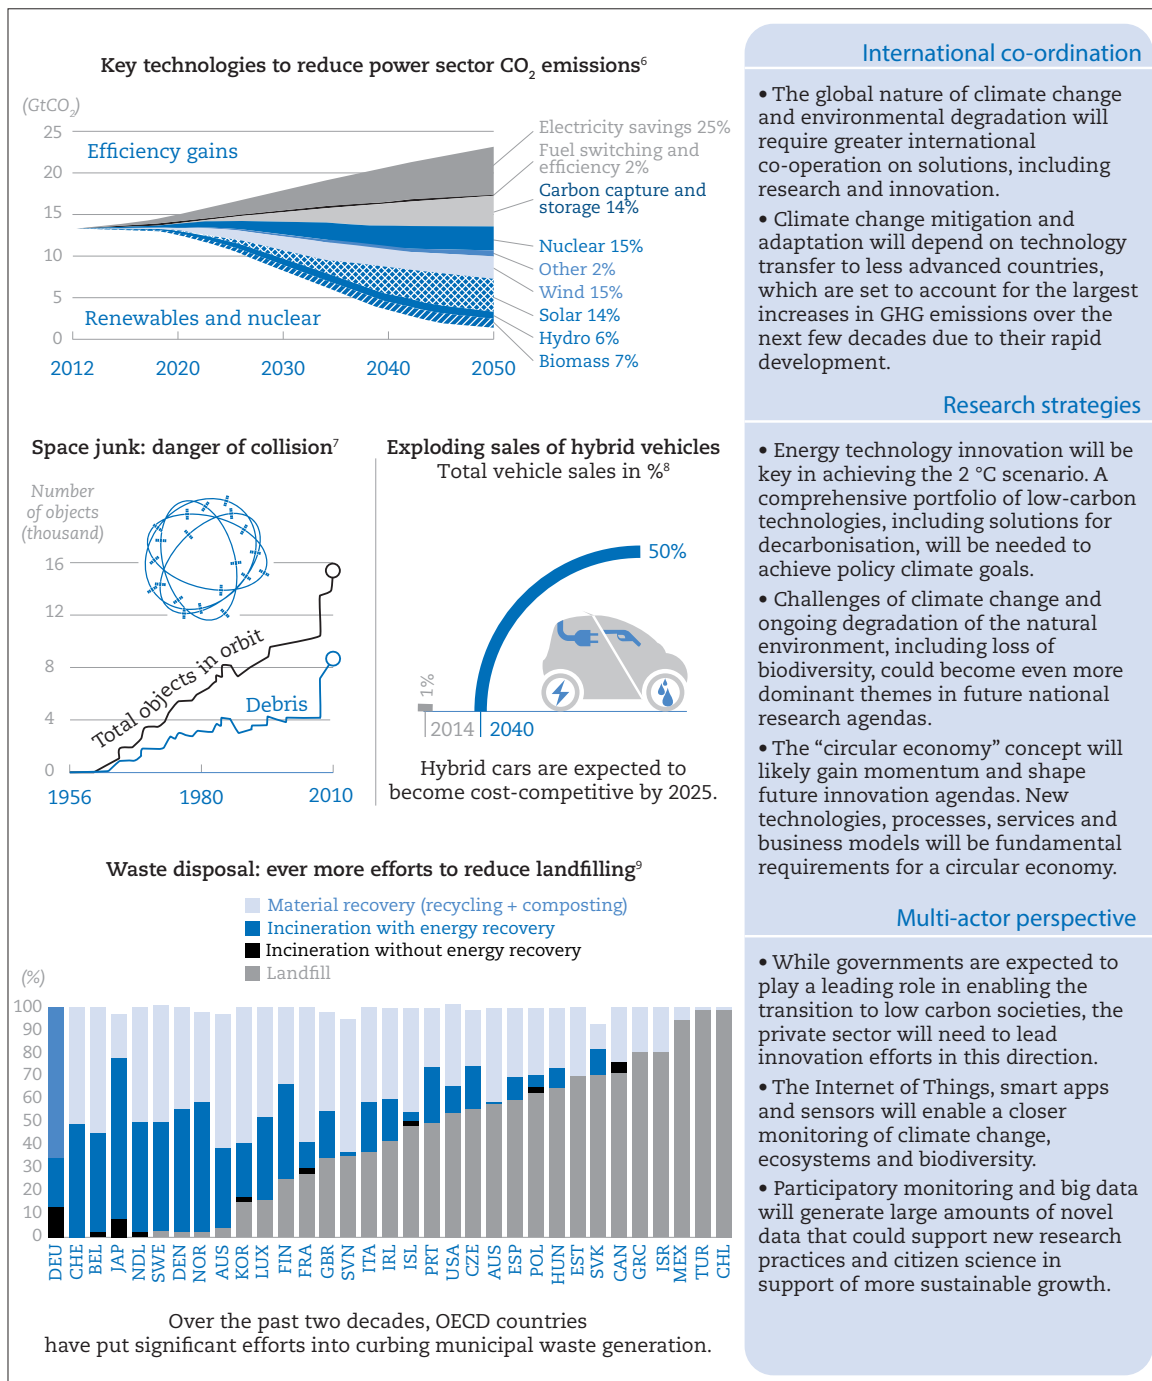 Key technologies to reduce power sector CO2 emissions6
(GtCO2)
25
20
15
10
5
0
Efficiency gains
Renewables and nuclear
2012
2020
2030
2040
2050
Electricity savings 25%
Fuel switching and
efficiency 2%
Carbon capture and
storage 14%
Nuclear 15%
Other 2%
Wind 15%
Solar 14%
Hydro 6%
Biomass 7%
Space junk: danger of collision7
Number
of objects
(thousand)
16
12
8
4
0
Total objects in orbit
Debris
1956
1980
2010
Exploding sales of hybrid vehicles
Total vehicle sales in %8
50%
1%
2014
2040
Hybrid cars are expected to
become cost-competitive by 2025.
Waste disposal: ever more efforts to reduce landfilling9
Material recovery (recycling + composting)
Incineration with energy recovery
Incineration without energy recovery
Landfill
(%)
100
90
80
70
60
50
40
30
20
10
0
DEU
CHE
BEL
JAP
NDL
SWE
DEN
NOR
AUS
KOR
LUX
FIN
FRA
GBR
SVN
ITA
IRL
ISL
PRT
USA
CZE
AUS
ESP
POL
HUN
EST
SVK
CAN
GRC
ISR
MEX
TUR
CHL
Over the past two decades, OECD countries
have put significant efforts into curbing municipal waste generation.
International co-ordination
• The global nature of climate change
and environmental degradation will
require greater international
co-operation on solutions, including
research and innovation.
• Climate change mitigation and
adaptation will depend on technology
transfer to less advanced countries,
which are set to account for the largest
increases in GHG emissions over the
next few decades due to their rapid
development.
Research strategies
• Energy technology innovation will be
key in achieving the 2 °C scenario. A
comprehensive portfolio of low-carbon
technologies, including solutions for
decarbonisation, will be needed to
achieve policy climate goals.
• Challenges of climate change and
ongoing degradation of the natural
environment, including loss of
biodiversity, could become even more
dominant themes in future national
research agendas.
• The “circular economy” concept will
likely gain momentum and shape
future innovation agendas. New
technologies, processes, services and
business models will be fundamental
requirements for a circular economy.
Multi-actor perspective
• While governments are expected to
play a leading role in enabling the
transition to low carbon societies, the
private sector will need to lead
innovation efforts in this direction.
• The Internet of Things, smart apps
and sensors will enable a closer
monitoring of climate change,
ecosystems and biodiversity.
• Participatory monitoring and big data
will generate large amounts of novel
data that could support new research
practices and citizen science in
support of more sustainable growth.